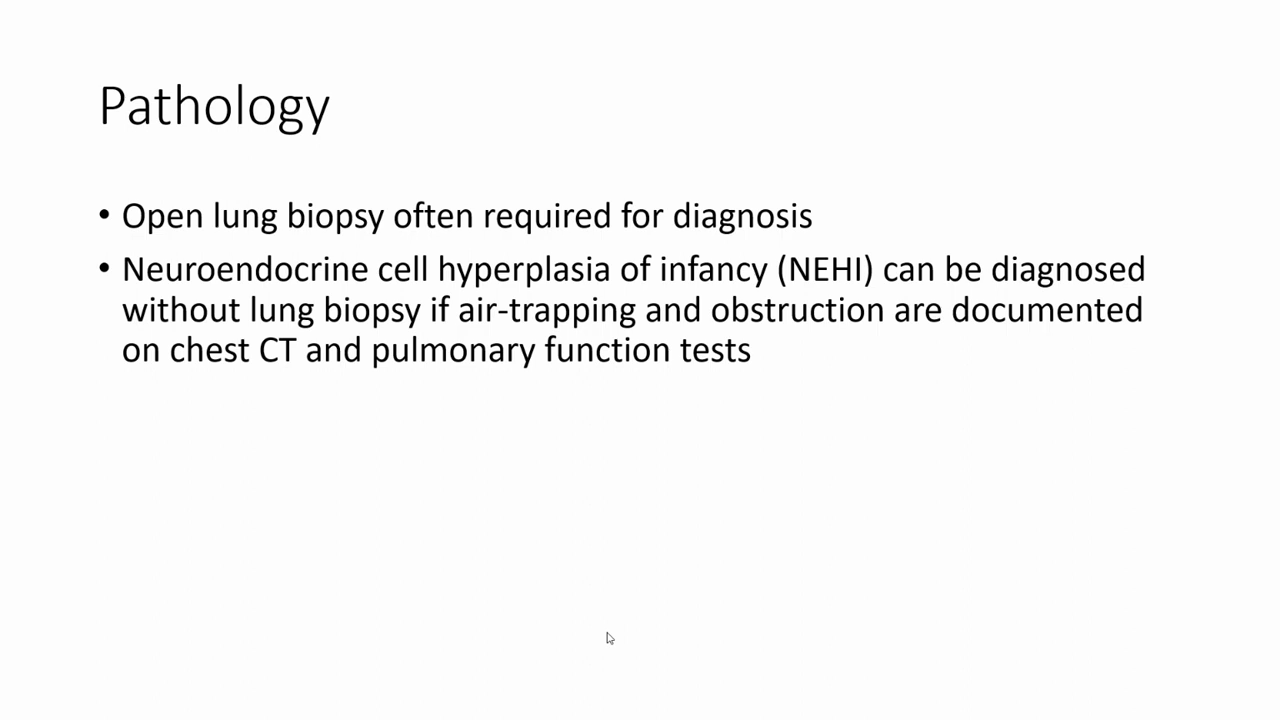 Pathology
• Open lung biopsy often required for diagnosis
• Neuroendocrine cell hyperplasia of infancy (NEHI) can be diagnosed
without lung biopsy if air-trapping and obstruction are documented
on chest CT and pulmonary function tests